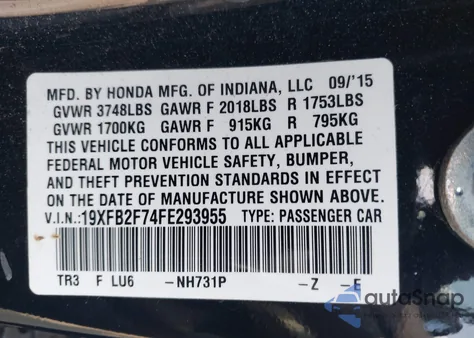 MFD. BY HONDA MFG. OF INDIANA, LLC 09/'15
GVWR 3748LBS GAWR F 2018LBS R 1753LBS
GVWR 1700KG GAWR F 915KG R 795KG
THIS VEHICLE CONFORMS TO ALL APPLICABLE
FEDERAL MOTOR VEHICLE SAFETY, BUMPER,
AND THEFT PREVENTION STANDARDS IN EFFECT
ON THE DATE OF MANUFACTURE SHOWN ABOVE.
V.I.N.:19XFB2F74FE293955 TYPE: PASSENGER CAR
TR3 F LU6 –NH731P –Z –E
autoSnap